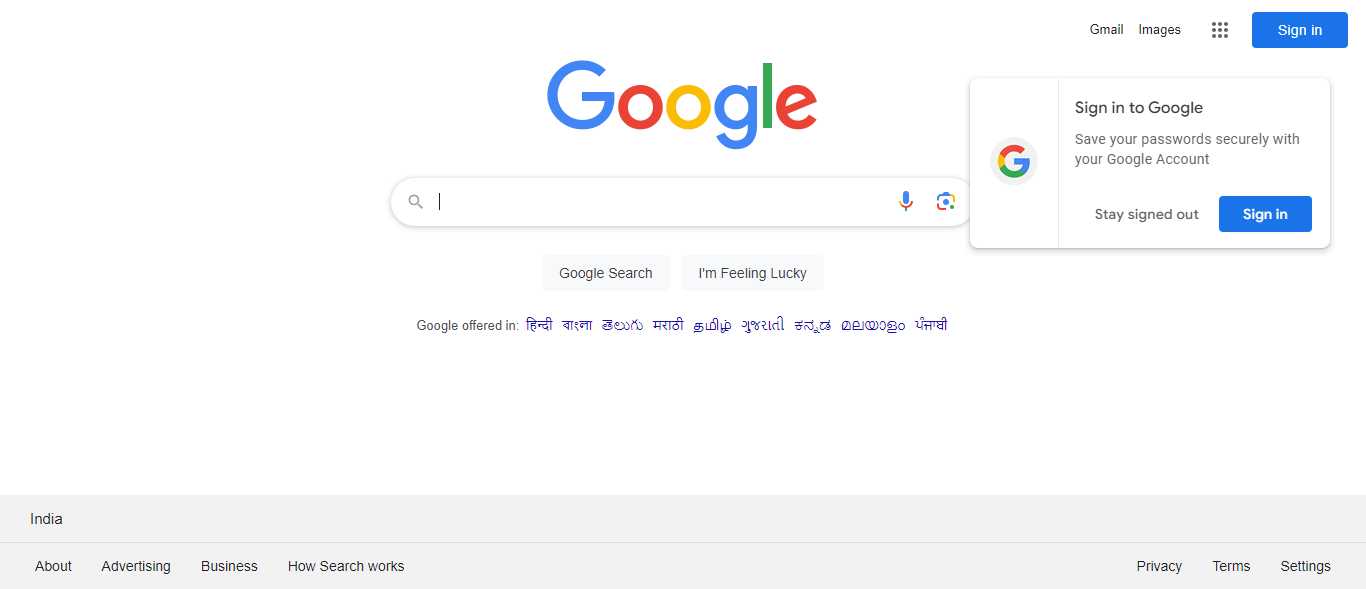 Gmail Images Sign in
Google
Sign in to Google
Save your passwords securely with
your Google Account
Stay signed out Sign in
Google Search I'm Feeling Lucky
Google offered in: हिन्दी বাংলা తెలుగు मराठी தமிழ் ગુજરાતી ಕನ್ನಡ മലയാളം ਪੰਜਾਬੀ
India
About Advertising Business How Search works Privacy Terms Settings